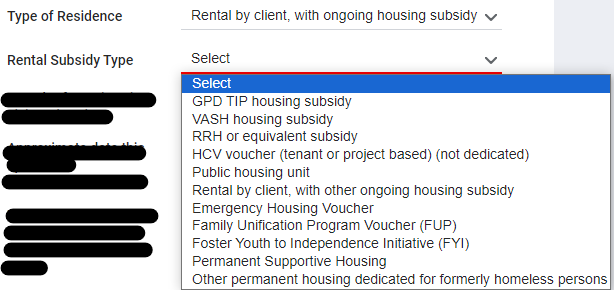 Type of Residence
Rental by client, with ongoing housing subsidy
Rental Subsidy Type
Select
Select
GPD TIP housing subsidy
VASH housing subsidy
RRH or equivalent subsidy
HCV voucher (tenant or project based) (not dedicated)
Public housing unit
Rental by client, with other ongoing housing subsidy
Emergency Housing Voucher
Family Unification Program Voucher (FUP)
Foster Youth to Independence Initiative (FYI)
Permanent Supportive Housing
Other permanent housing dedicated for formerly homeless persons